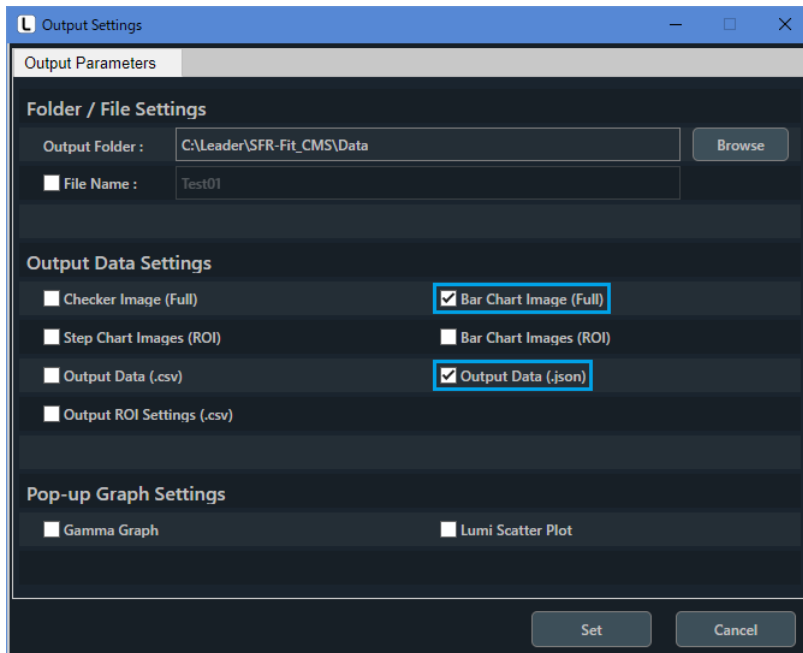 L Output Settings
Output Parameters
Folder / File Settings
Output Folder : C:\Leader\SFR-Fit_CMS\Data Browse
File Name : Test01
Output Data Settings
Checker Image (Full) Bar Chart Image (Full)
Step Chart Images (ROI) Bar Chart Images (ROI)
Output Data (.csv) Output Data (.json)
Output ROI Settings (.csv)
Pop-up Graph Settings
Gamma Graph Lumi Scatter Plot
Set Cancel